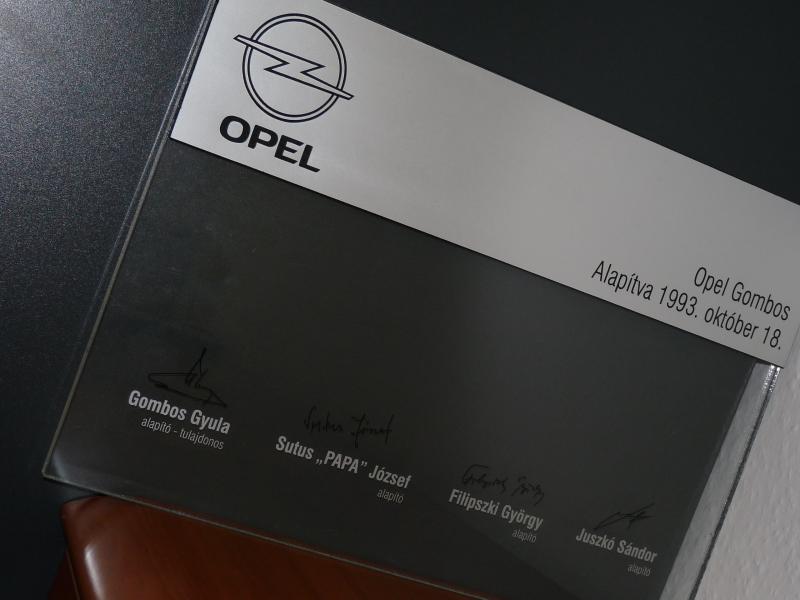 OPEL
Opel Gombos
Alapítva 1993. október 18.
Gombos Gyula
alapító - tulajdonos
Sutus „PAPA” József
alapító
Filipszki György
alapító
Juszkó Sándor
alapító